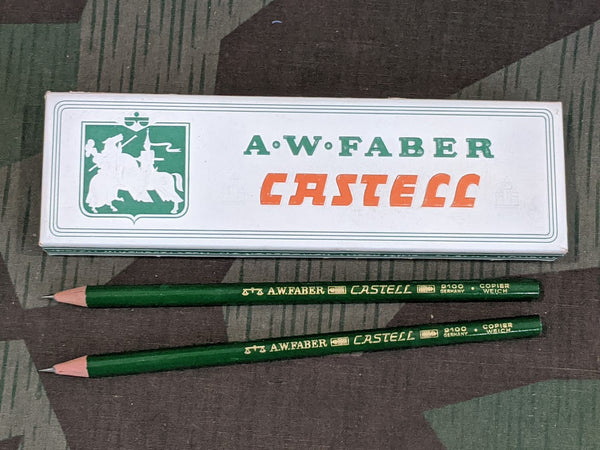 A·W·FABER
CASTELL
A.W.FABER CASTELL 9100 GERMANY · COPIER WEICH
A.W.FABER CASTELL 9100 GERMANY · COPIER WEICH